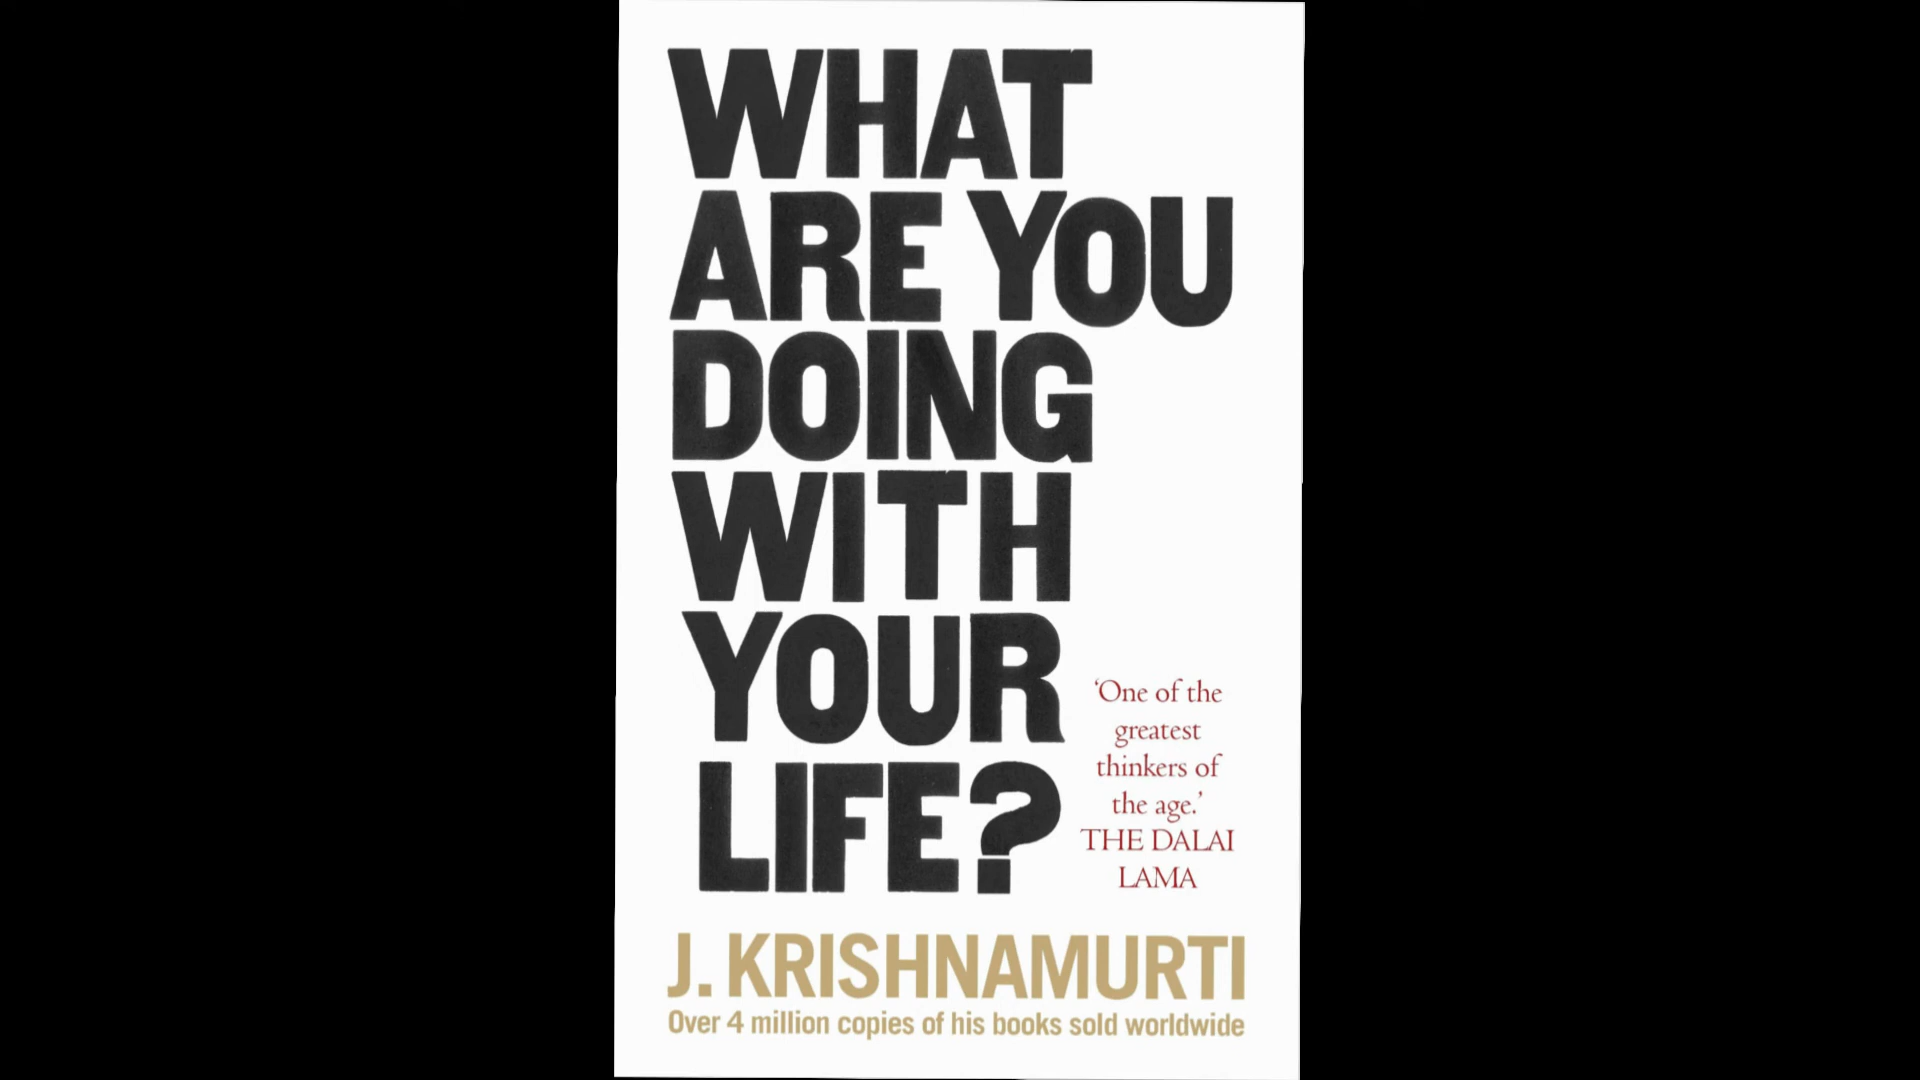 WHAT
ARE YOU
DOING
WITH
YOUR
LIFE?
‘One of the
greatest
thinkers of
the age.’
THE DALAI
LAMA
J. KRISHNAMURTI
Over 4 million copies of his books sold worldwide